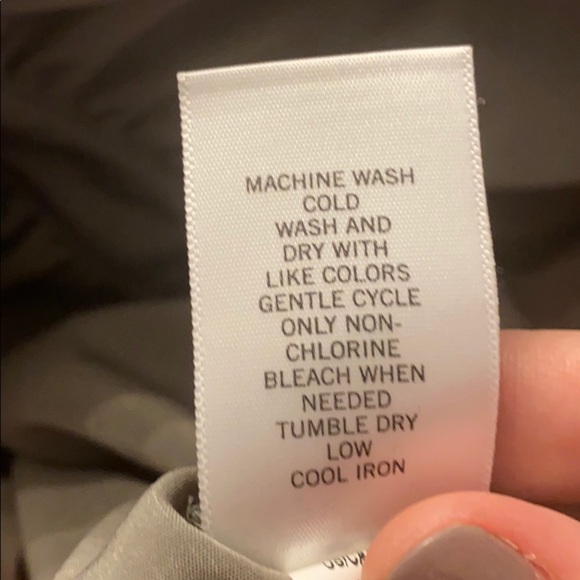 MACHINE WASH
COLD
WASH AND
DRY WITH
LIKE COLORS
GENTLE CYCLE
ONLY NON-
CHLORINE
BLEACH WHEN
NEEDED
TUMBLE DRY
LOW
COOL IRON